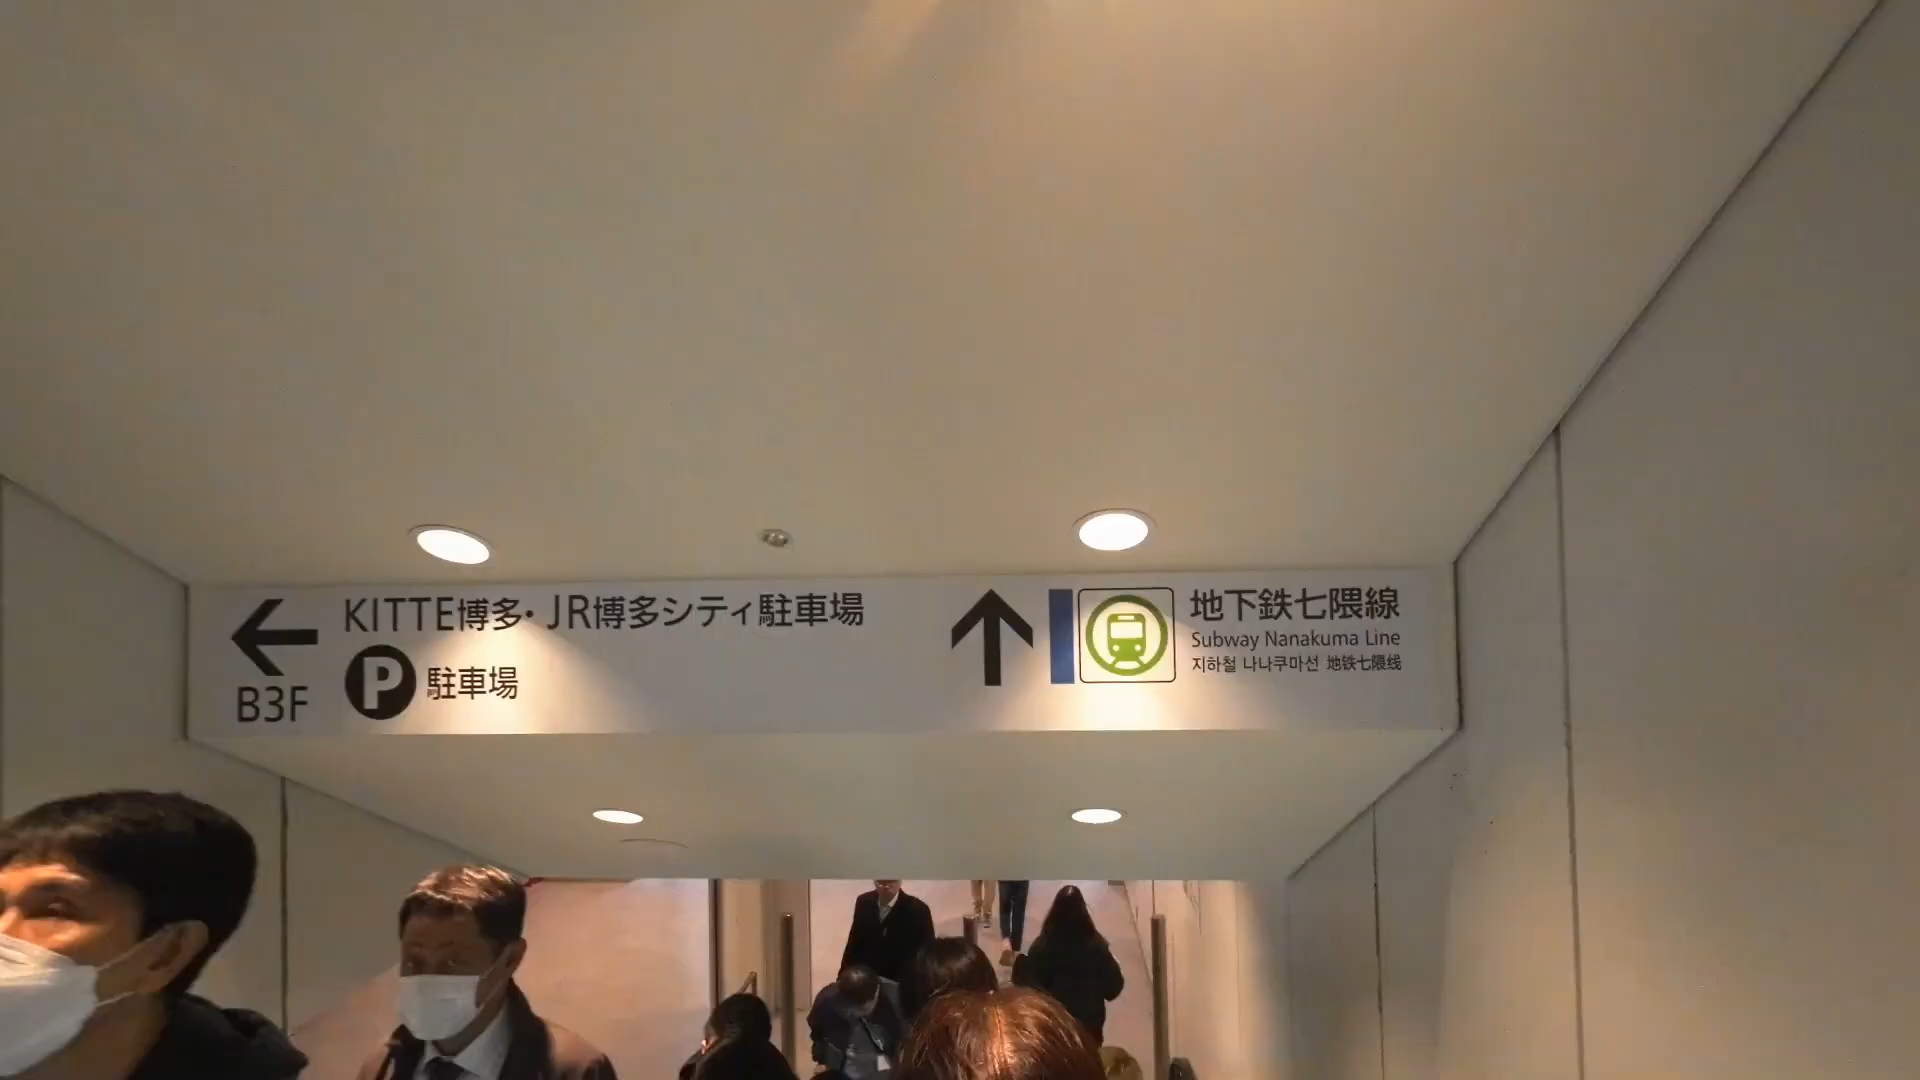 KITTE博多・JR博多シティ駐車場
B3F
P 駐車場
地下鉄七隈線
Subway Nanakuma Line
지하철 나나쿠마선 地铁七隈线